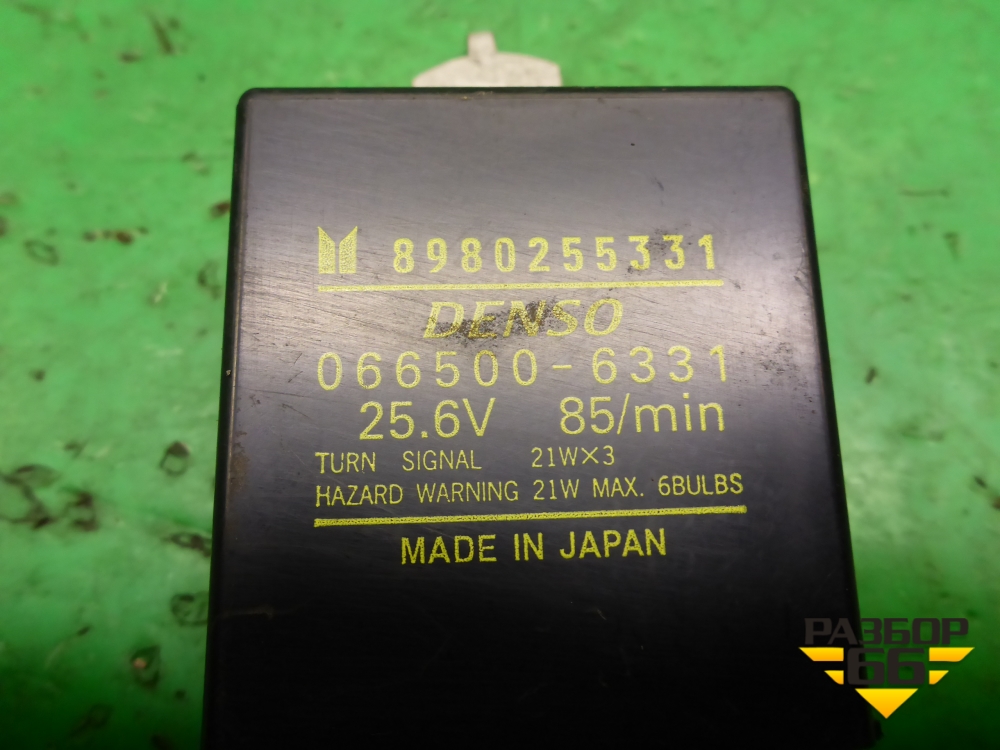 8980255331
DENSO
066500-6331
25.6V 85/min
TURN SIGNAL 21W×3
HAZARD WARNING 21W MAX. 6BULBS
MADE IN JAPAN
РАЗБОР
66